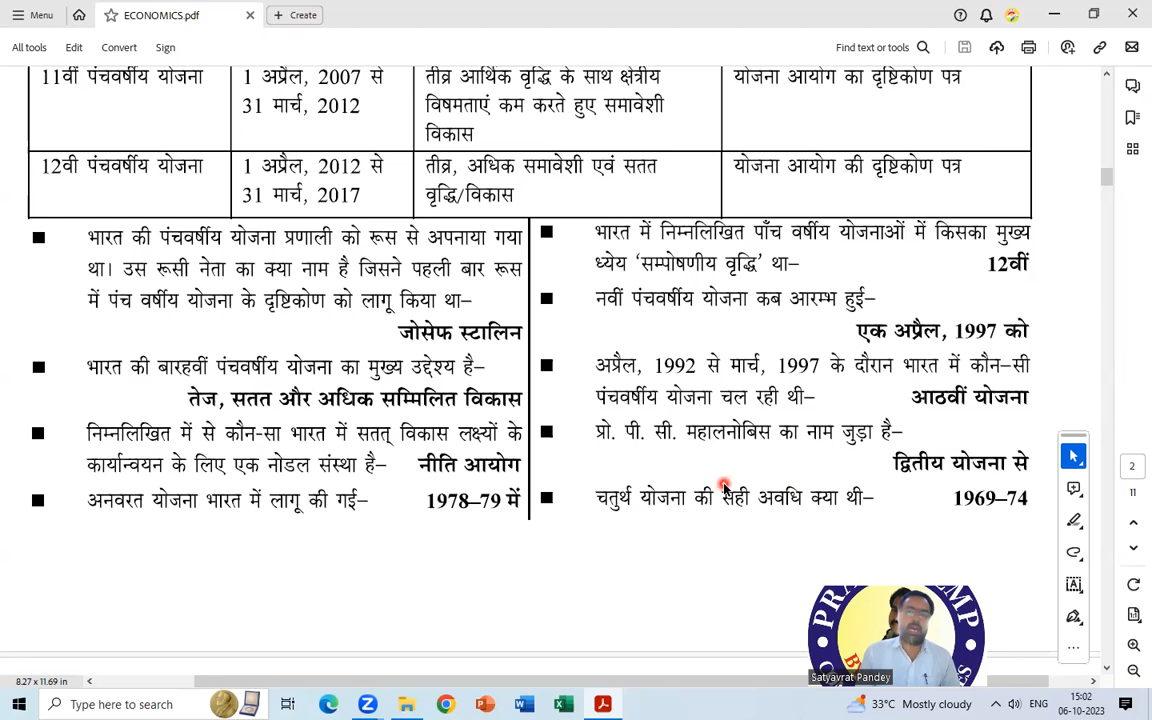 Menu
ECONOMICS.pdf
Create
All tools
Edit
Convert
Sign
Find text or tools
11वीं पंचवर्षीय योजना
1 अप्रैल, 2007 से
31 मार्च, 2012
तीव्र आर्थिक वृद्धि के साथ क्षेत्रीय
विषमताएं कम करते हुए समावेशी
विकास
योजना आयोग का दृष्टिकोण पत्र
12वी पंचवर्षीय योजना
1 अप्रैल, 2012 से
31 मार्च, 2017
तीव्र, अधिक समावेशी एवं सतत
वृद्धि/विकास
योजना आयोग की दृष्टिकोण पत्र
भारत की पंचवर्षीय योजना प्रणाली को रूस से अपनाया गया
था। उस रूसी नेता का क्या नाम है जिसने पहली बार रूस
में पंच वर्षीय योजना के दृष्टिकोण को लागू किया था–
जोसेफ स्टालिन
भारत की बारहवीं पंचवर्षीय योजना का मुख्य उद्देश्य है–
तेज, सतत और अधिक सम्मिलित विकास
निम्नलिखित में से कौन-सा भारत में सतत् विकास लक्ष्यों के
कार्यान्वयन के लिए एक नोडल संस्था है– नीति आयोग
अनवरत योजना भारत में लागू की गई– 1978–79 में
भारत में निम्नलिखित पाँच वर्षीय योजनाओं में किसका मुख्य
ध्येय ‘सम्पोषणीय वृद्धि’ था– 12वीं
नवीं पंचवर्षीय योजना कब आरम्भ हुई–
एक अप्रैल, 1997 को
अप्रैल, 1992 से मार्च, 1997 के दौरान भारत में कौन–सी
पंचवर्षीय योजना चल रही थी– आठवीं योजना
प्रो. पी. सी. महालनोबिस का नाम जुड़ा है–
द्वितीय योजना से
चतुर्थ योजना की सही अवधि क्या थी– 1969–74
2
11
Satyavrat Pandey
8.27 x 11.69 in
Type here to search
33°C Mostly cloudy
ENG
15:02
06-10-2023